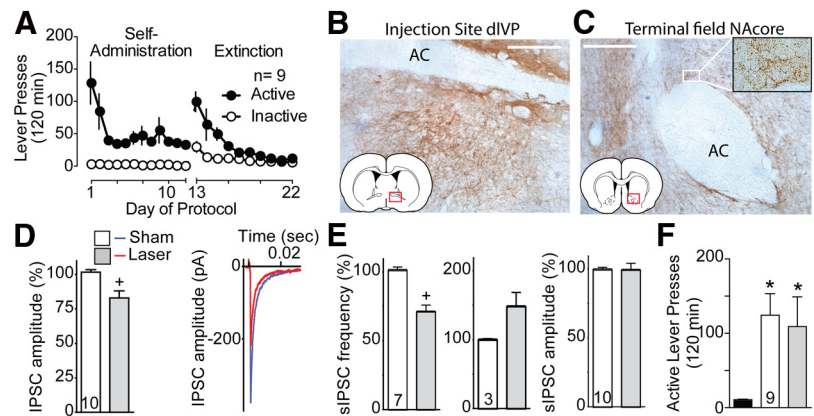 A
Self-
Administration
Extinction
n= 9
Active
Inactive
Lever Presses
(120 min)
200
150
100
50
0
1
10
13
22
Day of Protocol
B
Injection Site dlVP
AC
C
Terminal field NAcore
AC
D
Sham
Laser
IPSC amplitude (%)
100
75
50
25
0
+
10
Time (sec)
0
0.02
-200
IPSC amplitude (pA)
E
sIPSC frequency (%)
100
50
0
+
7
200
100
0
3
sIPSC amplitude (%)
100
50
0
10
F
Active Lever Presses
(120 min)
200
100
0
*
*
9